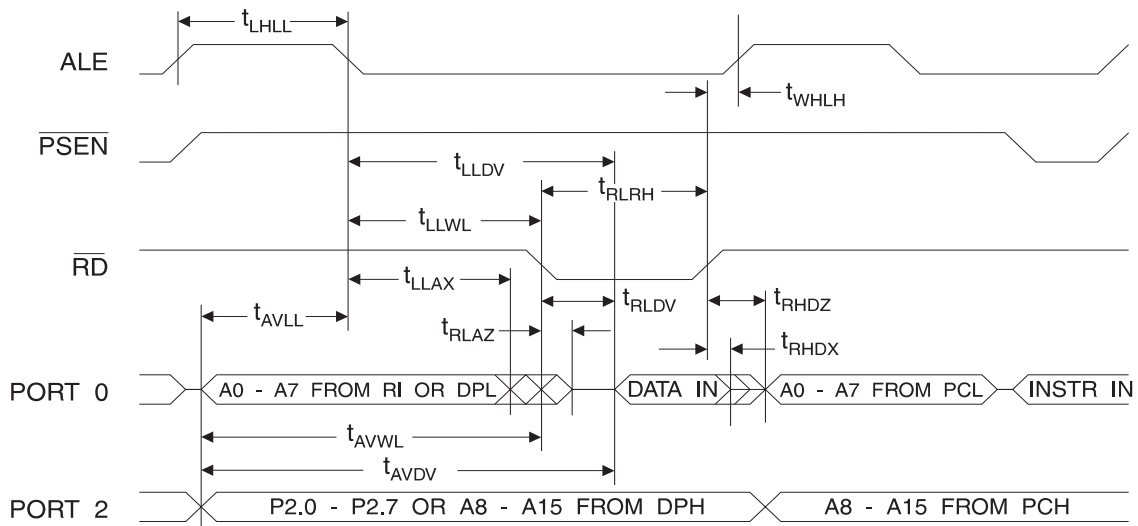 tLHLL
ALE
tWHLH
PSEN
tLLDV
tRLRH
tLLWL
RD
tLLAX
tRLDV
tRHDZ
tAVLL
tRLAZ
tRHDX
PORT 0
A0 - A7 FROM RI OR DPL
DATA IN
A0 - A7 FROM PCL
INSTR IN
tAVWL
tAVDV
PORT 2
P2.0 - P2.7 OR A8 - A15 FROM DPH
A8 - A15 FROM PCH